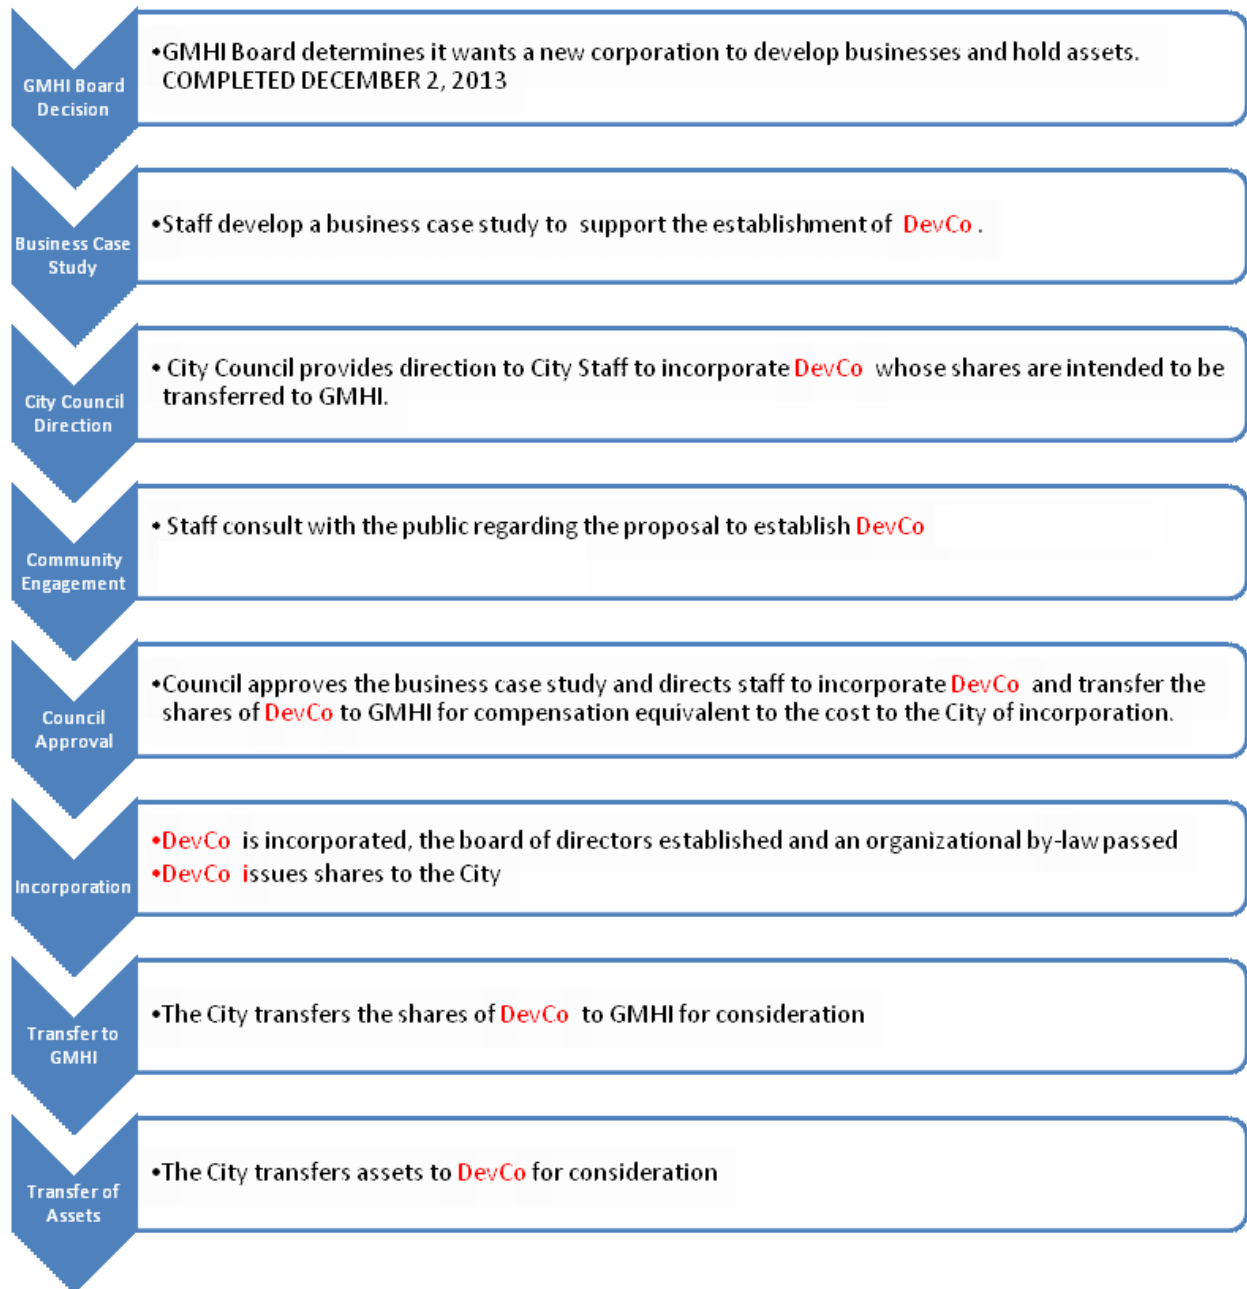 GMHI Board
Decision
•GMHI Board determines it wants a new corporation to develop businesses and hold assets.
COMPLETED DECEMBER 2, 2013
Business Case
Study
•Staff develop a business case study to support the establishment of DevCo .
City Council
Direction
• City Council provides direction to City Staff to incorporate DevCo whose shares are intended to be
transferred to GMHI.
Community
Engagement
• Staff consult with the public regarding the proposal to establish DevCo
Council
Approval
•Council approves the business case study and directs staff to incorporate DevCo and transfer the
shares of DevCo to GMHI for compensation equivalent to the cost to the City of incorporation.
Incorporation
•DevCo is incorporated, the board of directors established and an organizational by-law passed
•DevCo issues shares to the City
Transfer to
GMHI
•The City transfers the shares of DevCo to GMHI for consideration
Transfer of
Assets
•The City transfers assets to DevCo for consideration